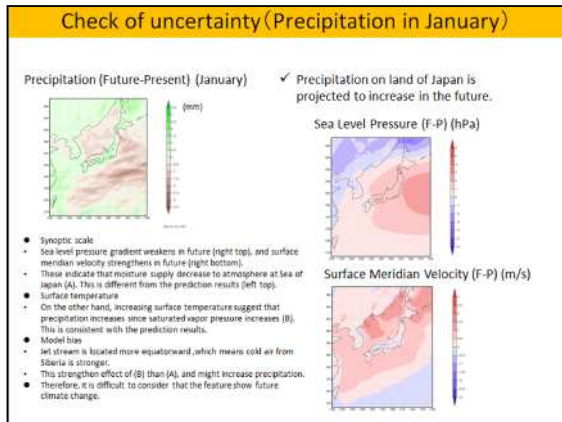 Check of uncertainty(Precipitation in January)
Precipitation (Future-Present) (January)
(mm)
● Synoptic scale
• Sea level pressure gradient weakens in future (right top), and surface
meridian velocity strengthens in future (right bottom).
• These indicate that moisture supply decrease to atmosphere at Sea of
Japan (A). This is different from the prediction results (left top).
● Surface temperature
• On the other hand, increasing surface temperature suggest that
precipitation increases since saturated vapor pressure increases (B).
This is consistent with the prediction results.
● Model bias
• Jet stream is located more equatorward, which means cold air from
Siberia is stronger.
• This strengthen effect of (B) than (A), and might increase precipitation.
● Therefore, it is difficult to consider that the feature show future
climate change.
✓ Precipitation on land of Japan is
projected to increase in the future.
Sea Level Pressure (F-P) (hPa)
Surface Meridian Velocity (F-P) (m/s)